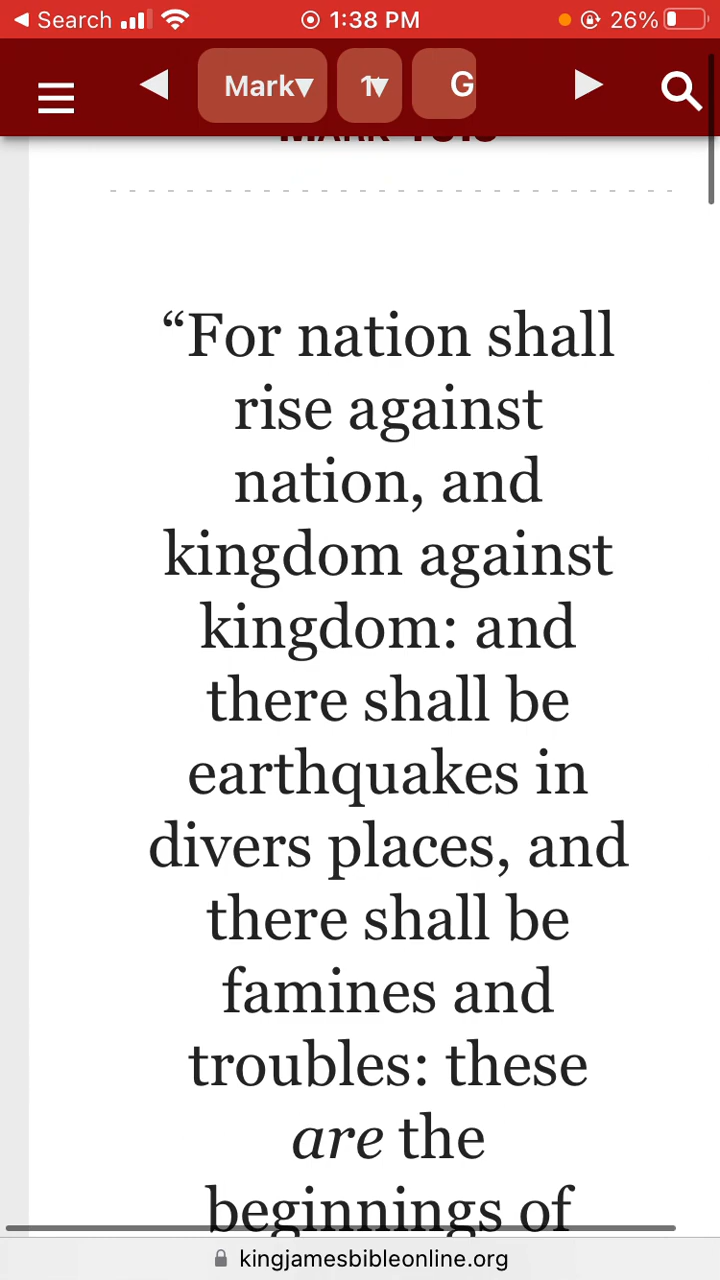 Search 1:38 PM 26%
Mark▾ 1▾ G
“For nation shall
rise against
nation, and
kingdom against
kingdom: and
there shall be
earthquakes in
divers places, and
there shall be
famines and
troubles: these
are the
beginnings of
kingjamesbibleonline.org